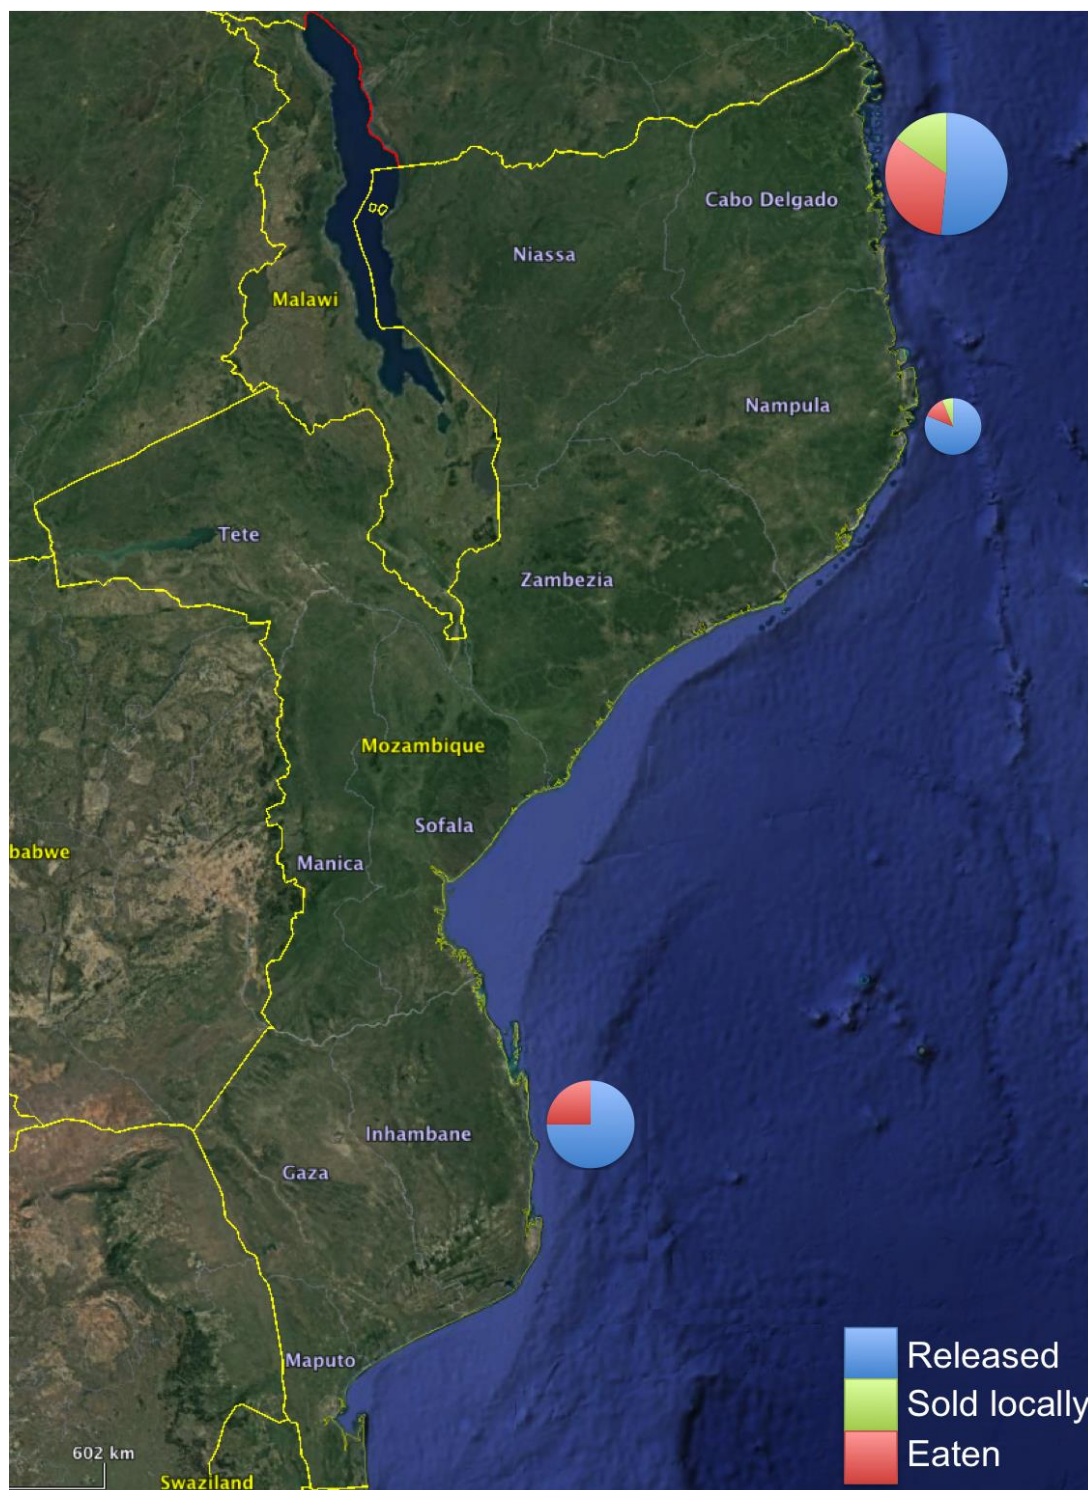 Cabo Delgado
Niassa
Malawi
Nampula
Tete
Zambezia
Mozambique
Sofala
babwe
Manica
Inhambane
Gaza
Maputo
Released
Sold locally
Eaten
602 km
Swaziland